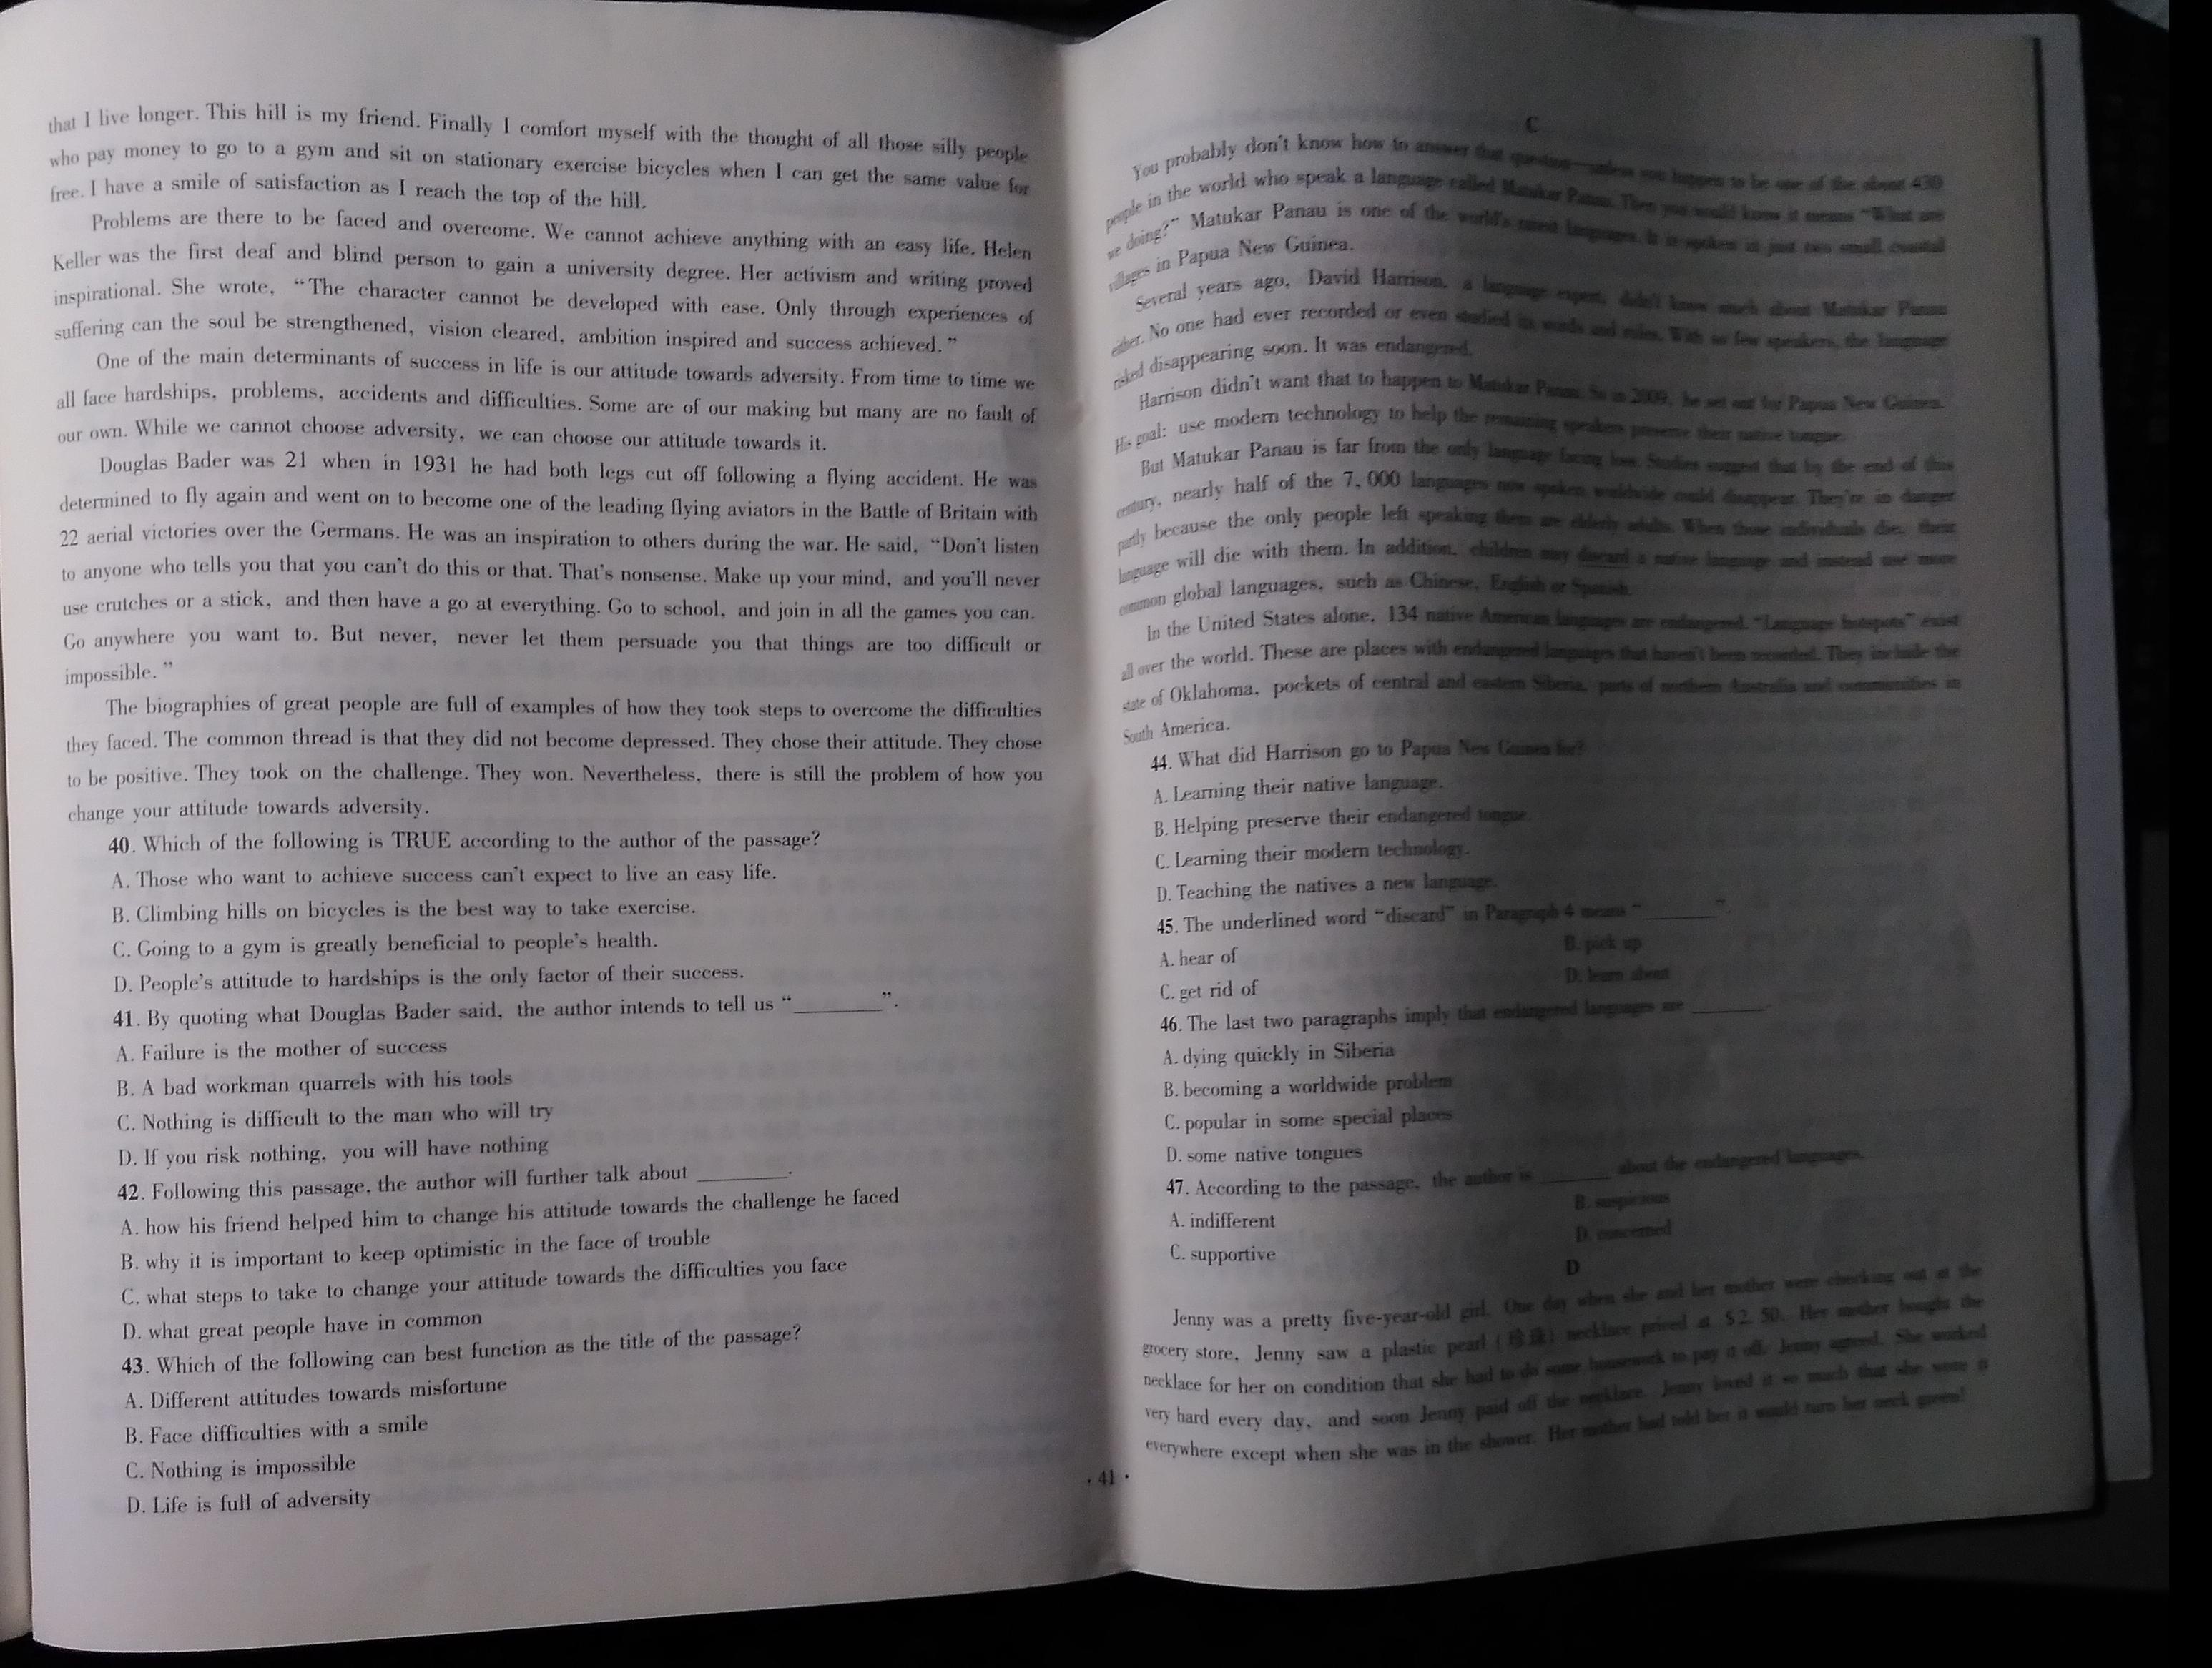 that I live longer. This hill is my friend. Finally I comfort myself with the thought of all those silly people
who pay money to go to a gym and sit on stationary exercise bicycles when I can get the same value for
free. I have a smile of satisfaction as I reach the top of the hill.
Problems are there to be faced and overcome. We cannot achieve anything with an easy life. Helen
Keller was the first deaf and blind person to gain a university degree. Her activism and writing proved
inspirational. She wrote, “The character cannot be developed with ease. Only through experiences of
suffering can the soul be strengthened, vision cleared, ambition inspired and success achieved.”
One of the main determinants of success in life is our attitude towards adversity. From time to time we
all face hardships, problems, accidents and difficulties. Some are of our making but many are no fault of
our own. While we cannot choose adversity, we can choose our attitude towards it.
Douglas Bader was 21 when in 1931 he had both legs cut off following a flying accident. He was
determined to fly again and went on to become one of the leading flying aviators in the Battle of Britain with
22 aerial victories over the Germans. He was an inspiration to others during the war. He said, “Don't listen
to anyone who tells you that you can't do this or that. That's nonsense. Make up your mind, and you'll never
use crutches or a stick, and then have a go at everything. Go to school, and join in all the games you can.
Go anywhere you want to. But never, never let them persuade you that things are too difficult or
impossible.”
The biographies of great people are full of examples of how they took steps to overcome the difficulties
they faced. The common thread is that they did not become depressed. They chose their attitude. They chose
to be positive. They took on the challenge. They won. Nevertheless, there is still the problem of how you
change your attitude towards adversity.
40. Which of the following is TRUE according to the author of the passage?
A. Those who want to achieve success can't expect to live an easy life.
B. Climbing hills on bicycles is the best way to take exercise.
C. Going to a gym is greatly beneficial to people's health.
D. People's attitude to hardships is the only factor of their success.
41. By quoting what Douglas Bader said, the author intends to tell us “________”.
A. Failure is the mother of success
B. A bad workman quarrels with his tools
C. Nothing is difficult to the man who will try
D. If you risk nothing, you will have nothing
42. Following this passage, the author will further talk about ________.
A. how his friend helped him to change his attitude towards the challenge he faced
B. why it is important to keep optimistic in the face of trouble
C. what steps to take to change your attitude towards the difficulties you face
D. what great people have in common
43. Which of the following can best function as the title of the passage?
A. Different attitudes towards misfortune
B. Face difficulties with a smile
C. Nothing is impossible
D. Life is full of adversity
· 41 ·
C
You probably don't know how to answer that question—unless you happen to be one of the about 430
people in the world who speak a language called Matukar Panau. Then you would know it means “What are
we doing?” Matukar Panau is one of the world's rarest languages. It is spoken at just two small coastal
villages in Papua New Guinea.
Several years ago, David Harrison, a language expert, didn't know much about Matukar Panau
either. No one had ever recorded or even studied its words and rules. With so few speakers, the language
risked disappearing soon. It was endangered.
Harrison didn't want that to happen to Matukar Panau. So in 2009, he set out for Papua New Guinea.
His goal: use modern technology to help the remaining speakers preserve their native tongue.
But Matukar Panau is far from the only language facing loss. Studies suggest that by the end of this
century, nearly half of the 7,000 languages now spoken worldwide could disappear. They're in danger
partly because the only people left speaking them are elderly adults. When those individuals die, their
language will die with them. In addition, children may discard a native language and instead use more
common global languages, such as Chinese, English or Spanish.
In the United States alone, 134 native American languages are endangered. “Language hotspots” exist
all over the world. These are places with endangered languages that haven't been recorded. They include the
state of Oklahoma, pockets of central and eastern Siberia, parts of northern Australia and communities in
South America.
44. What did Harrison go to Papua New Guinea for?
A. Learning their native language.
B. Helping preserve their endangered tongue.
C. Learning their modern technology.
D. Teaching the natives a new language.
45. The underlined word “discard” in Paragraph 4 means “________”.
A. hear of B. pick up
C. get rid of D. learn about
46. The last two paragraphs imply that endangered languages are ________
A. dying quickly in Siberia
B. becoming a worldwide problem
C. popular in some special places
D. some native tongues
47. According to the passage, the author is ________ about the endangered languages.
A. indifferent B. suspicious
C. supportive D. concerned
D
Jenny was a pretty five-year-old girl. One day when she and her mother were checking out at the
grocery store, Jenny saw a plastic pearl (珍珠) necklace priced at $2.50. Her mother bought the
necklace for her on condition that she had to do some housework to pay it off. Jenny agreed. She worked
very hard every day, and soon Jenny paid off the necklace. Jenny loved it so much that she wore it
everywhere except when she was in the shower. Her mother had told her it would turn her neck green!